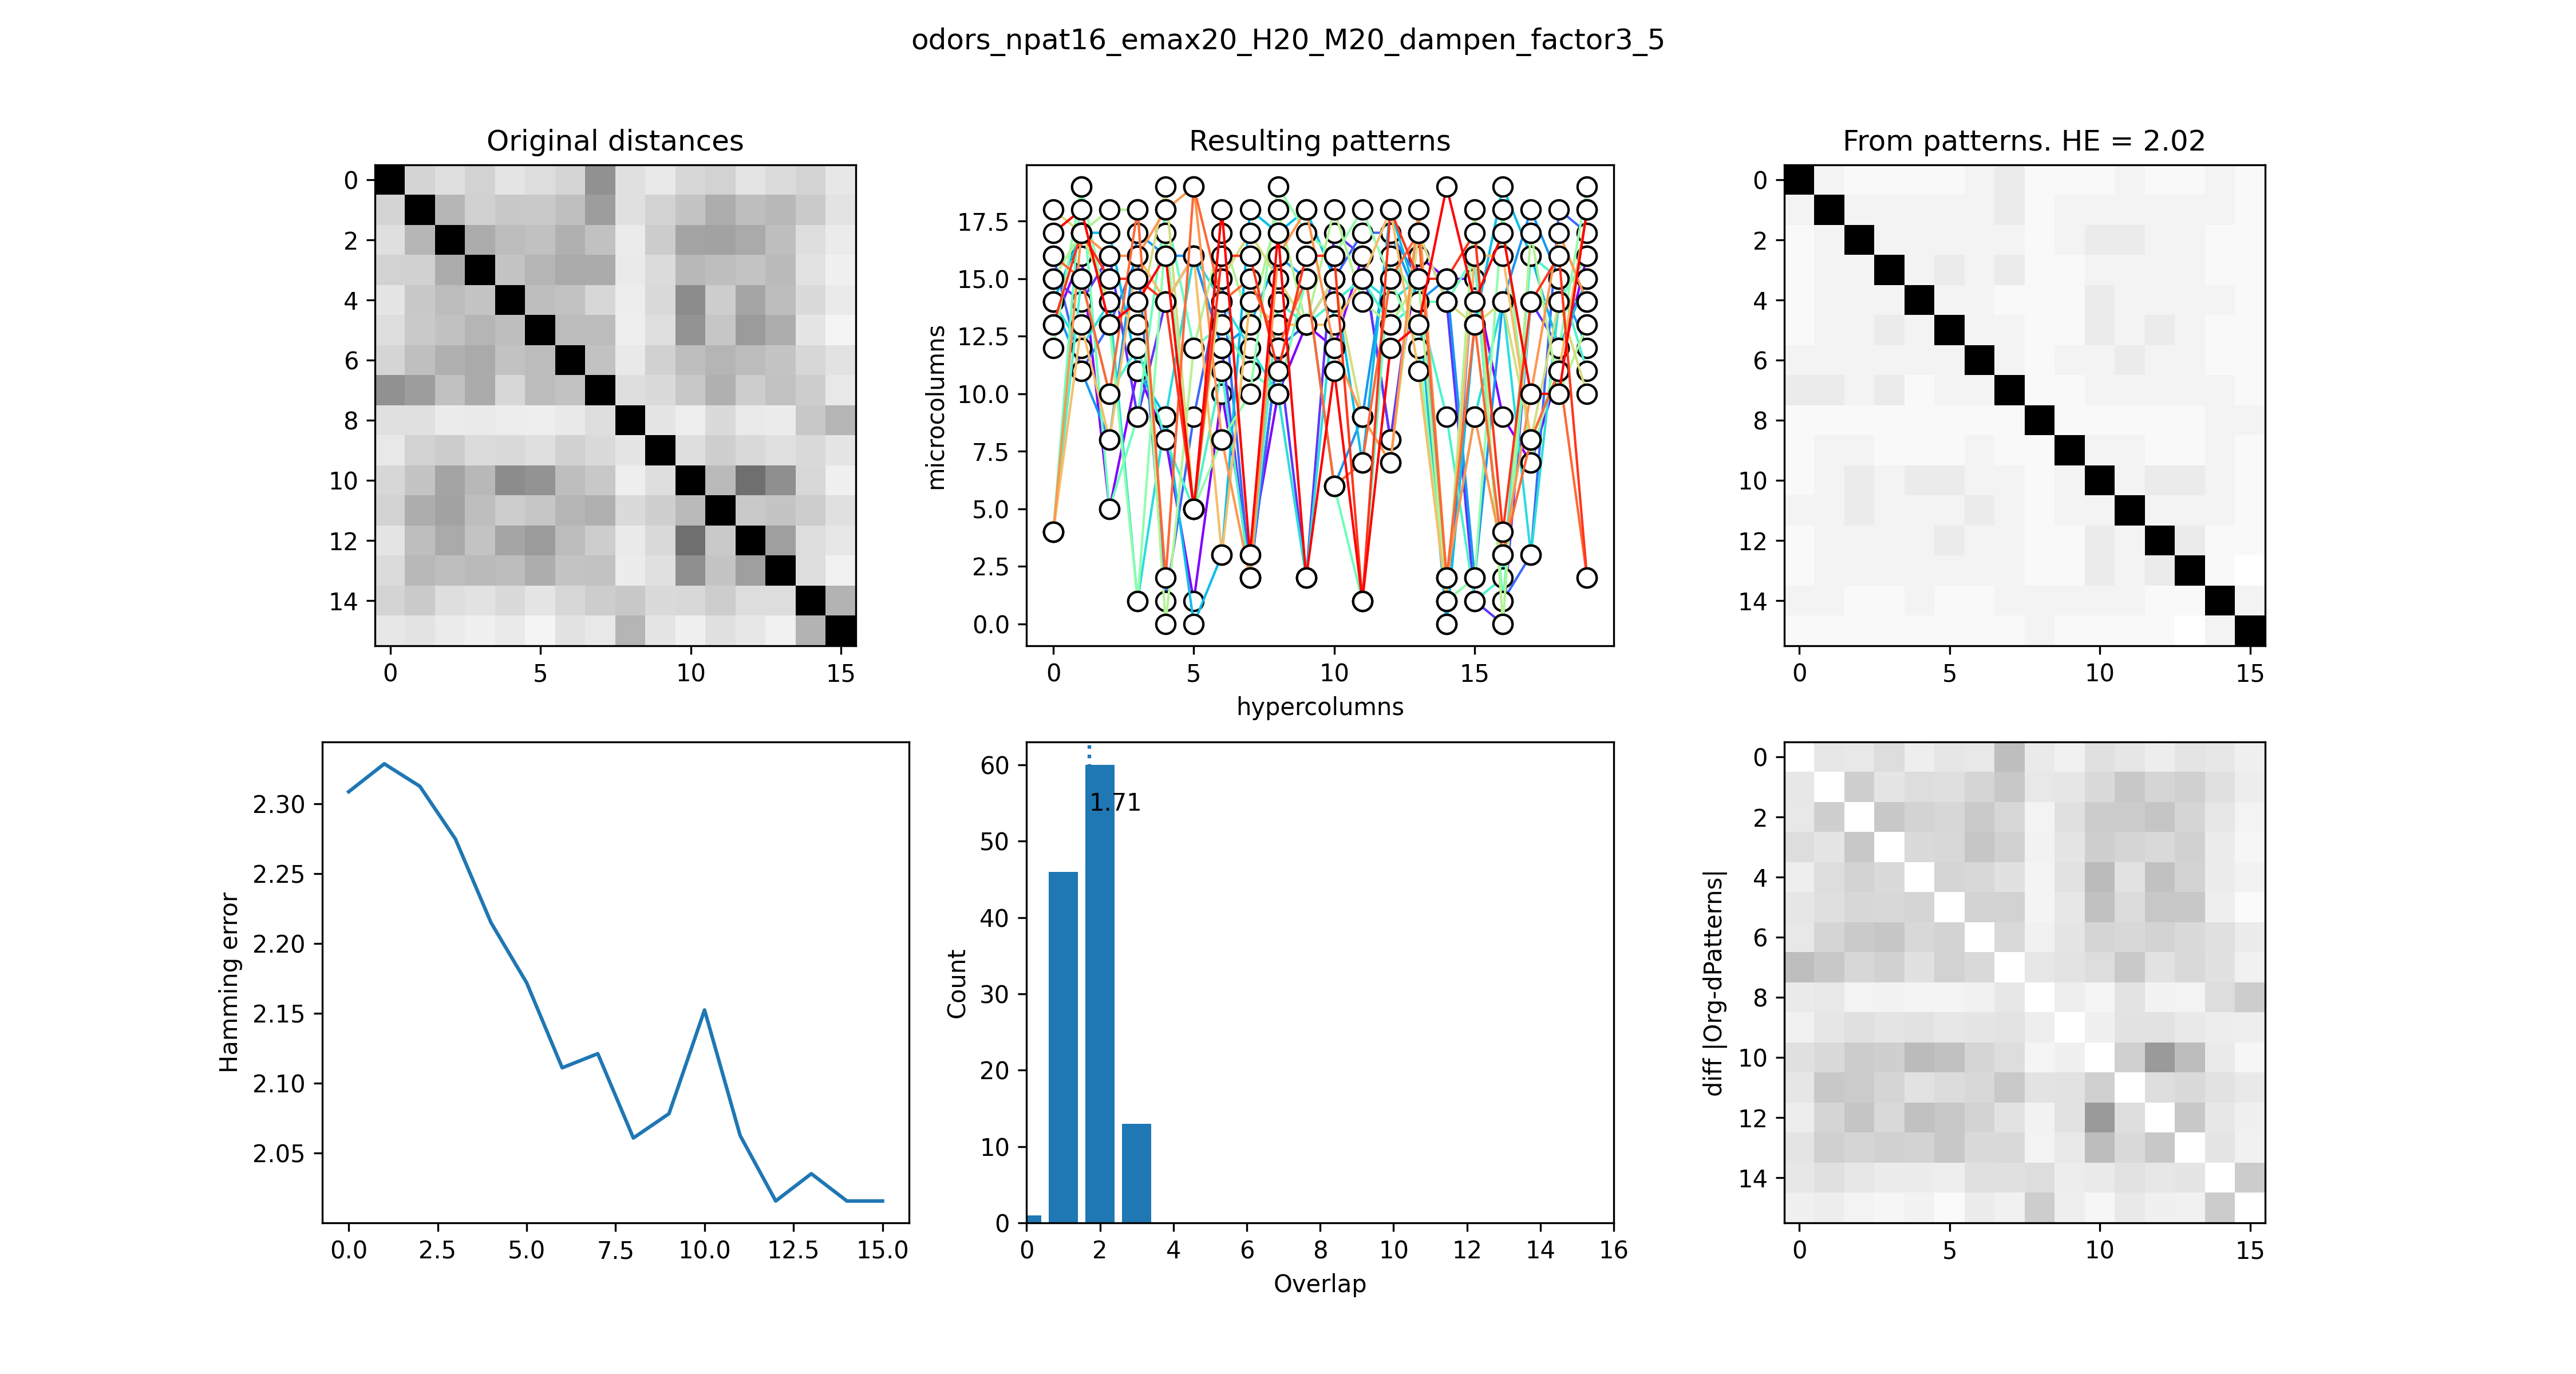 odors_npat16_emax20_H20_M20_dampen_factor3_5
Original distances
0
2
4
6
8
10
12
14
0 5 10 15
Resulting patterns
microcolumns
17.5
15.0
12.5
10.0
7.5
5.0
2.5
0.0
0 5 10 15
hypercolumns
From patterns. HE = 2.02
0
2
4
6
8
10
12
14
0 5 10 15
Hamming error
2.30
2.25
2.20
2.15
2.10
2.05
0.0 2.5 5.0 7.5 10.0 12.5 15.0
Count
60
50
40
30
20
10
0
1.71
0 2 4 6 8 10 12 14 16
Overlap
diff |Org-dPatterns|
0
2
4
6
8
10
12
14
0 5 10 15